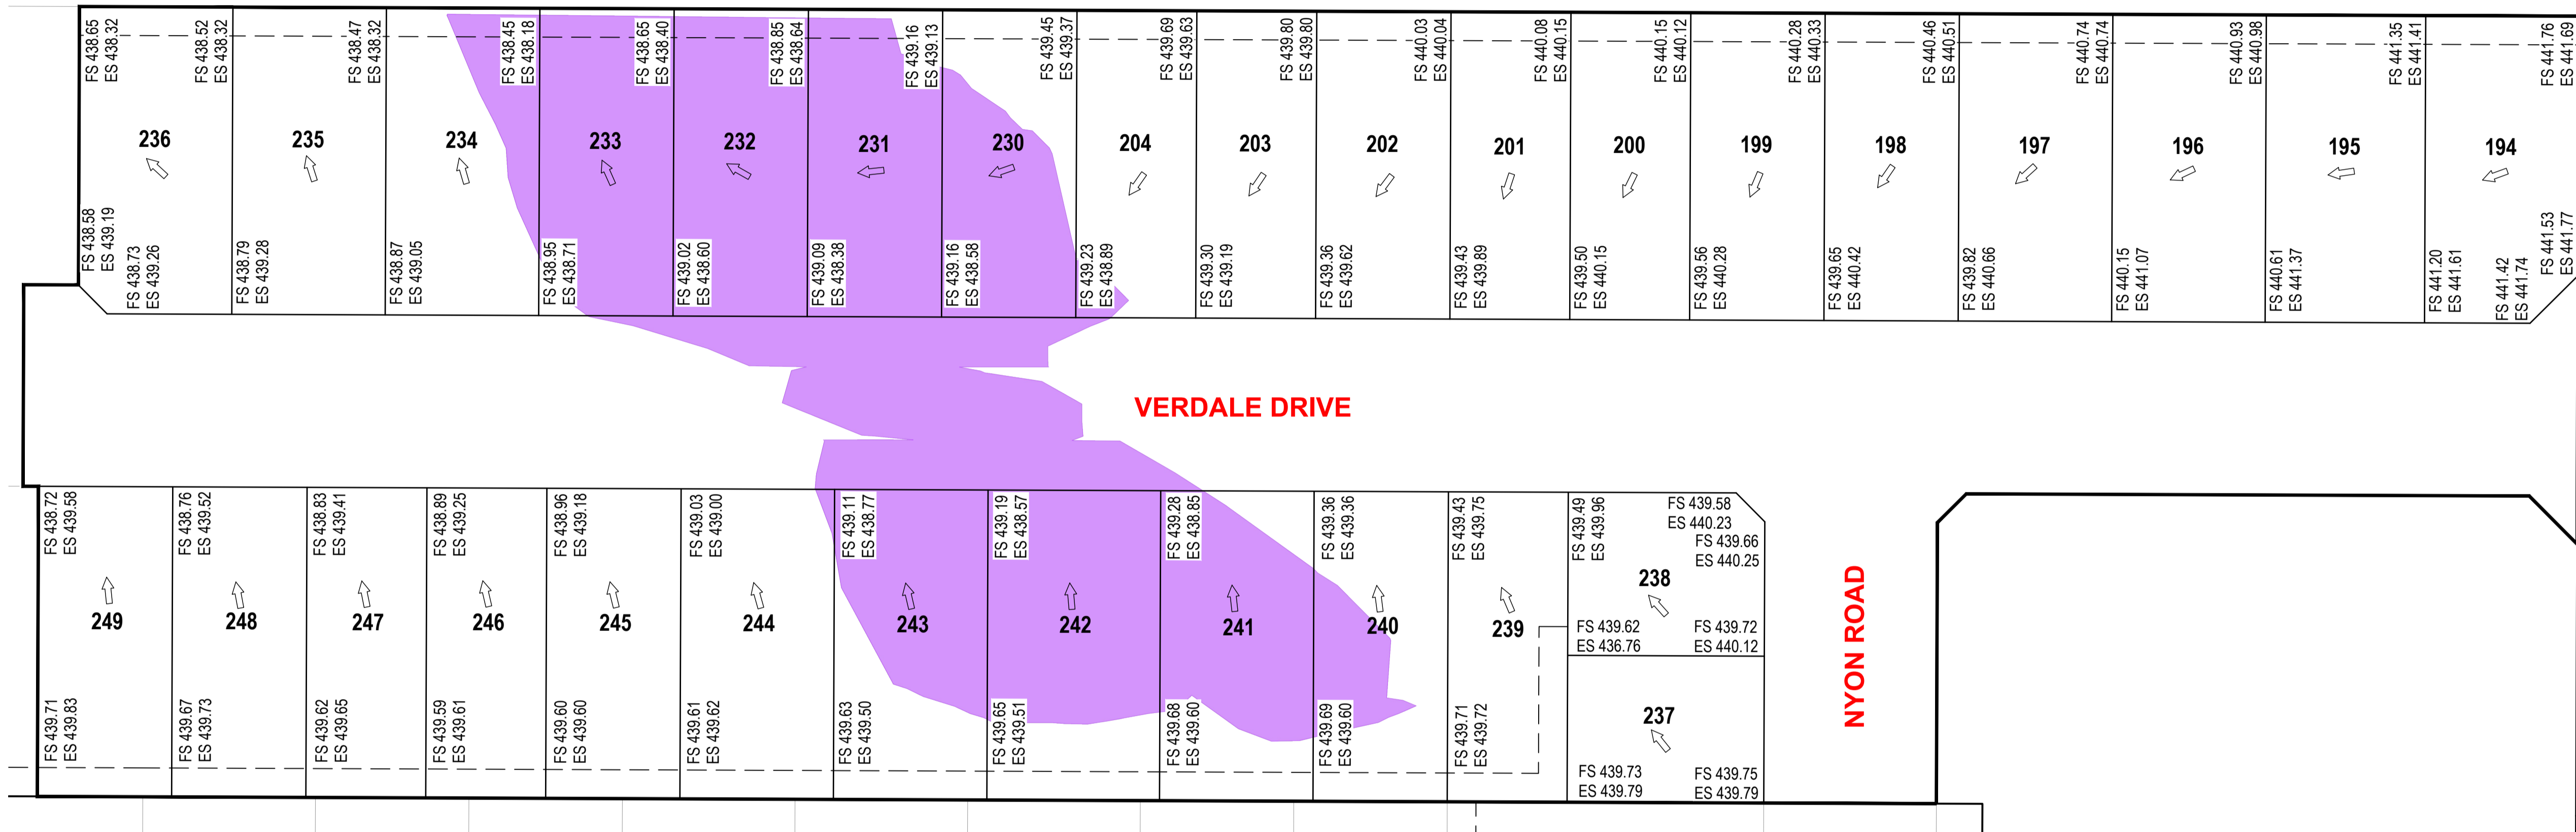 FS 438.65
ES 438.32
FS 438.52
ES 438.32
FS 438.47
ES 438.32
FS 438.45
ES 438.18
FS 438.65
ES 438.40
FS 438.85
ES 438.64
FS 439.16
ES 439.13
FS 439.45
ES 439.37
FS 439.69
ES 439.63
FS 439.80
ES 439.80
FS 440.03
ES 440.04
FS 440.08
ES 440.15
FS 440.15
ES 440.12
FS 440.28
ES 440.33
FS 440.46
ES 440.51
FS 440.74
ES 440.74
FS 440.93
ES 440.98
FS 441.35
ES 441.41
FS 441.76
ES 441.69
236
235
234
233
232
231
230
204
203
202
201
200
199
198
197
196
195
194
FS 438.58
ES 439.19
FS 438.73
ES 439.26
FS 438.79
ES 439.28
FS 438.87
ES 439.05
FS 438.95
ES 438.71
FS 439.02
ES 438.60
FS 439.09
ES 438.38
FS 439.16
ES 438.58
FS 439.23
ES 438.89
FS 439.30
ES 439.19
FS 439.36
ES 439.62
FS 439.43
ES 439.89
FS 439.50
ES 440.15
FS 439.56
ES 440.28
FS 439.65
ES 440.42
FS 439.82
ES 440.66
FS 440.15
ES 441.07
FS 440.61
ES 441.37
FS 441.20
ES 441.61
FS 441.42
ES 441.74
FS 441.53
ES 441.77
VERDALE DRIVE
FS 438.72
ES 439.58
FS 438.76
ES 439.52
FS 438.83
ES 439.41
FS 438.89
ES 439.25
FS 438.96
ES 439.18
FS 439.03
ES 439.00
FS 439.11
ES 438.77
FS 439.19
ES 438.57
FS 439.28
ES 438.85
FS 439.36
ES 439.36
FS 439.43
ES 439.75
FS 439.49
ES 439.96
FS 439.58
ES 440.23
FS 439.66
ES 440.25
249
248
247
246
245
244
243
242
241
240
239
238
FS 439.62
ES 436.76
FS 439.72
ES 440.12
NYON ROAD
237
FS 439.71
ES 439.83
FS 439.67
ES 439.73
FS 439.62
ES 439.65
FS 439.59
ES 439.61
FS 439.60
ES 439.60
FS 439.61
ES 439.62
FS 439.63
ES 439.50
FS 439.65
ES 439.51
FS 439.68
ES 439.60
FS 439.69
ES 439.60
FS 439.71
ES 439.72
FS 439.73
ES 439.79
FS 439.75
ES 439.79